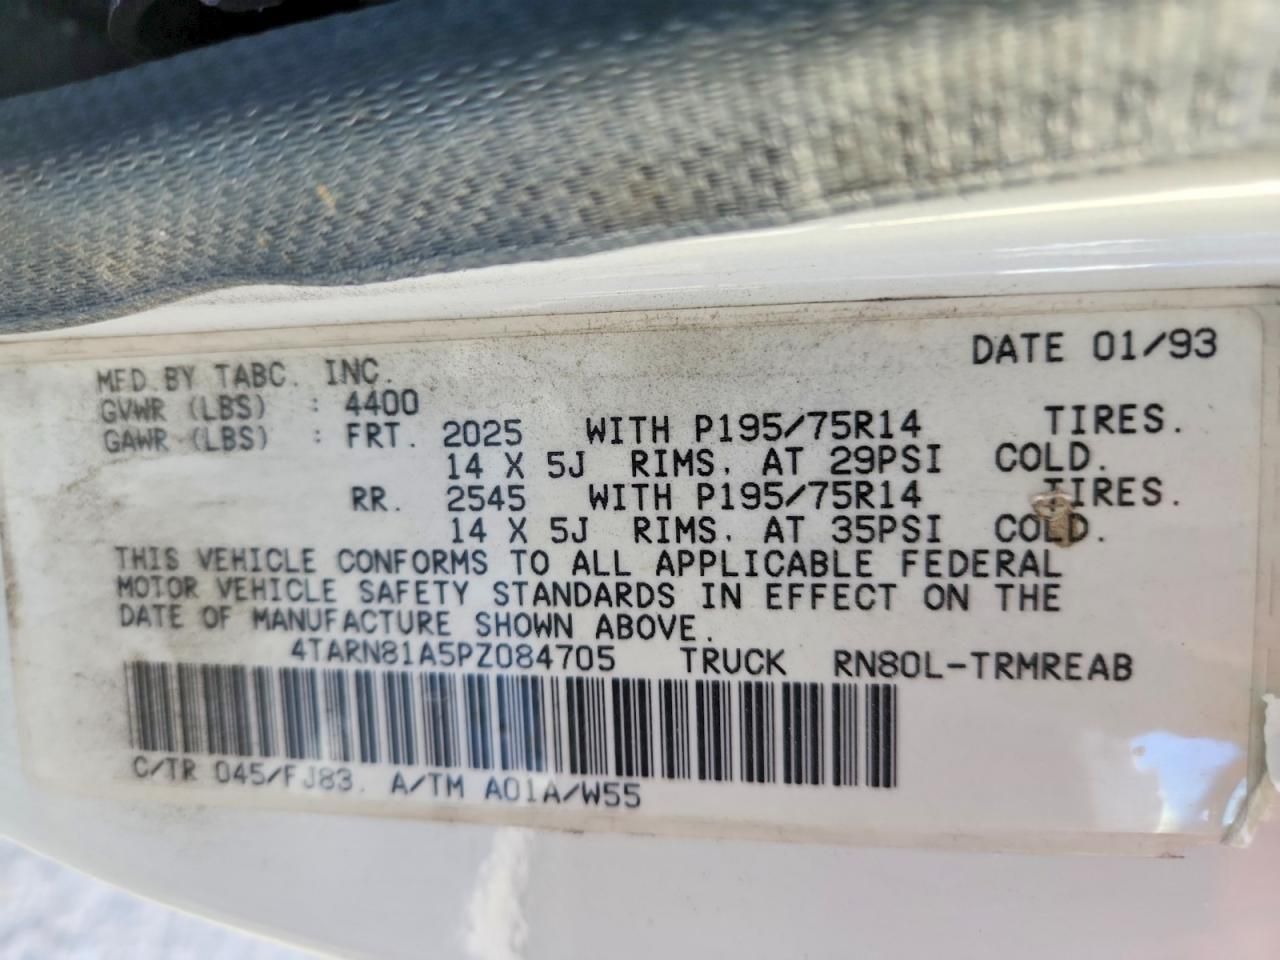 DATE 01/93
MFD. BY TABC. INC.
GVWR (LBS) : 4400
GAWR (LBS) : FRT. 2025 WITH P195/75R14 TIRES.
14 X 5J RIMS, AT 29PSI COLD.
RR. 2545 WITH P195/75R14 TIRES.
14 X 5J RIMS, AT 35PSI COLD.
THIS VEHICLE CONFORMS TO ALL APPLICABLE FEDERAL
MOTOR VEHICLE SAFETY STANDARDS IN EFFECT ON THE
DATE OF MANUFACTURE SHOWN ABOVE.
4TARN81A5PZ084705 TRUCK RN80L-TRMREAB
C/TR 045/FJ83. A/TM A01A/W55